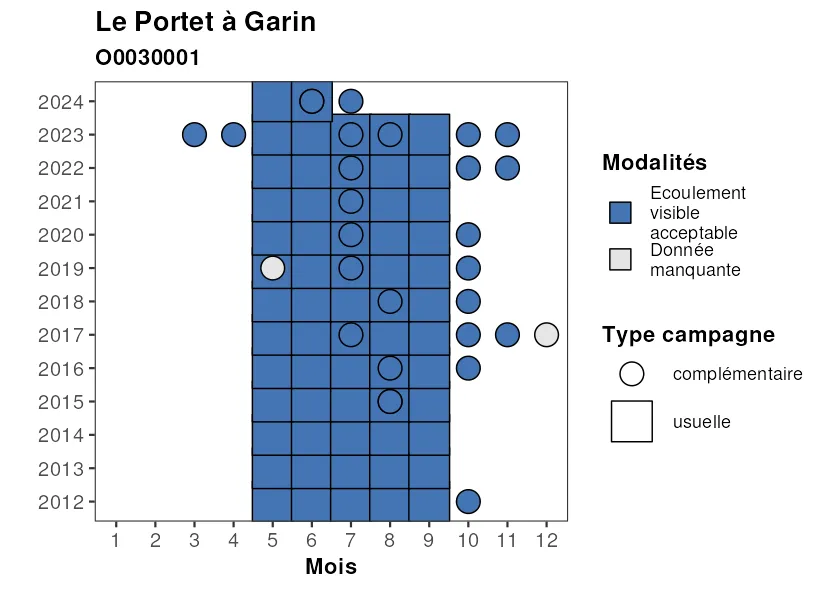 Le Portet à Garin
O0030001
2024
2023
2022
2021
2020
2019
2018
2017
2016
2015
2014
2013
2012
1 2 3 4 5 6 7 8 9 10 11 12
Mois
Modalités
Ecoulement
visible
acceptable
Donnée
manquante
Type campagne
complémentaire
usuelle